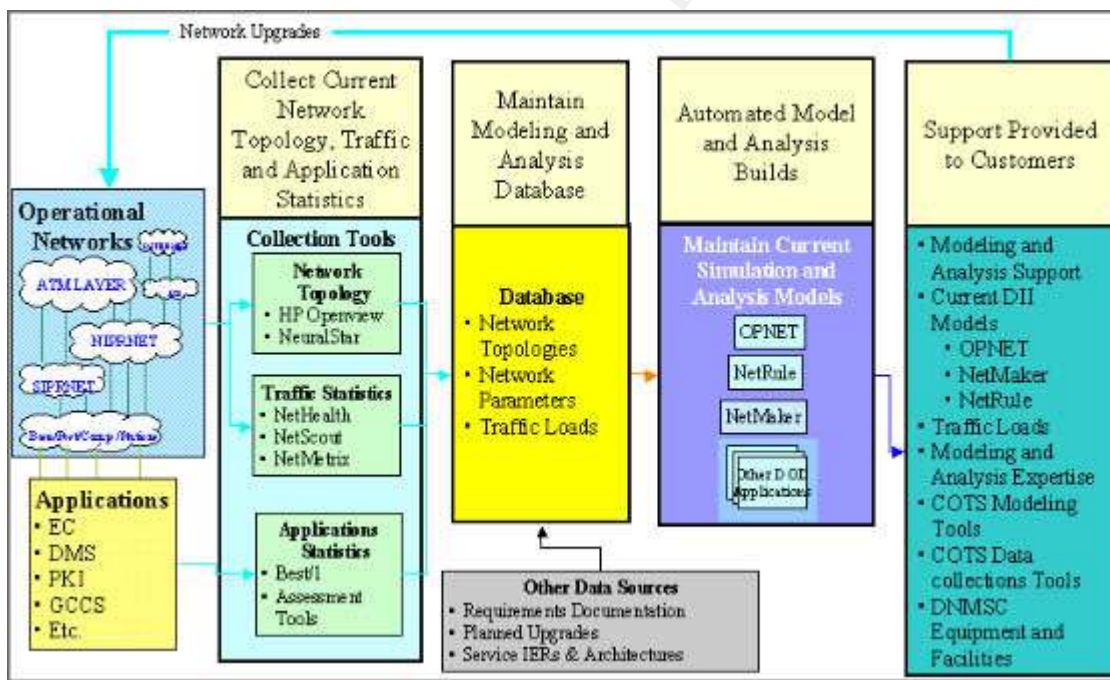 Network Upgrades
Collect Current
Network
Topology, Traffic
and Application
Statistics
Maintain
Modeling and
Analysis
Database
Automated Model
and Analysis
Builds
Support Provided
to Customers
Operational
Networks
ATM LAYER
NIPRNET
SIPRNET
Applications
• EC
• DMS
• PKI
• GCCS
• Etc.
Collection Tools
Network
Topology
• HP Openview
• NeuralStar
Traffic Statistics
• NetHealth
• NetScout
• NetMetrix
Applications
Statistics
• Best/1
• Assessment
Tools
Database
• Network
Topologies
• Network
Parameters
• Traffic Loads
Other Data Sources
• Requirements Documentation
• Planned Upgrades
• Service IERs & Architectures
Maintain Current
Simulation and
Analysis Models
OPNET
NetRule
NetMaker
Other D OD
Applications
• Modeling and
Analysis Support
• Current DII
Models
• OPNET
• NetMaker
• NetRule
• Traffic Loads
• Modeling and
Analysis Expertise
• COTS Modeling
Tools
• COTS Data
collections Tools
• DNMSC
Equipment and
Facilities